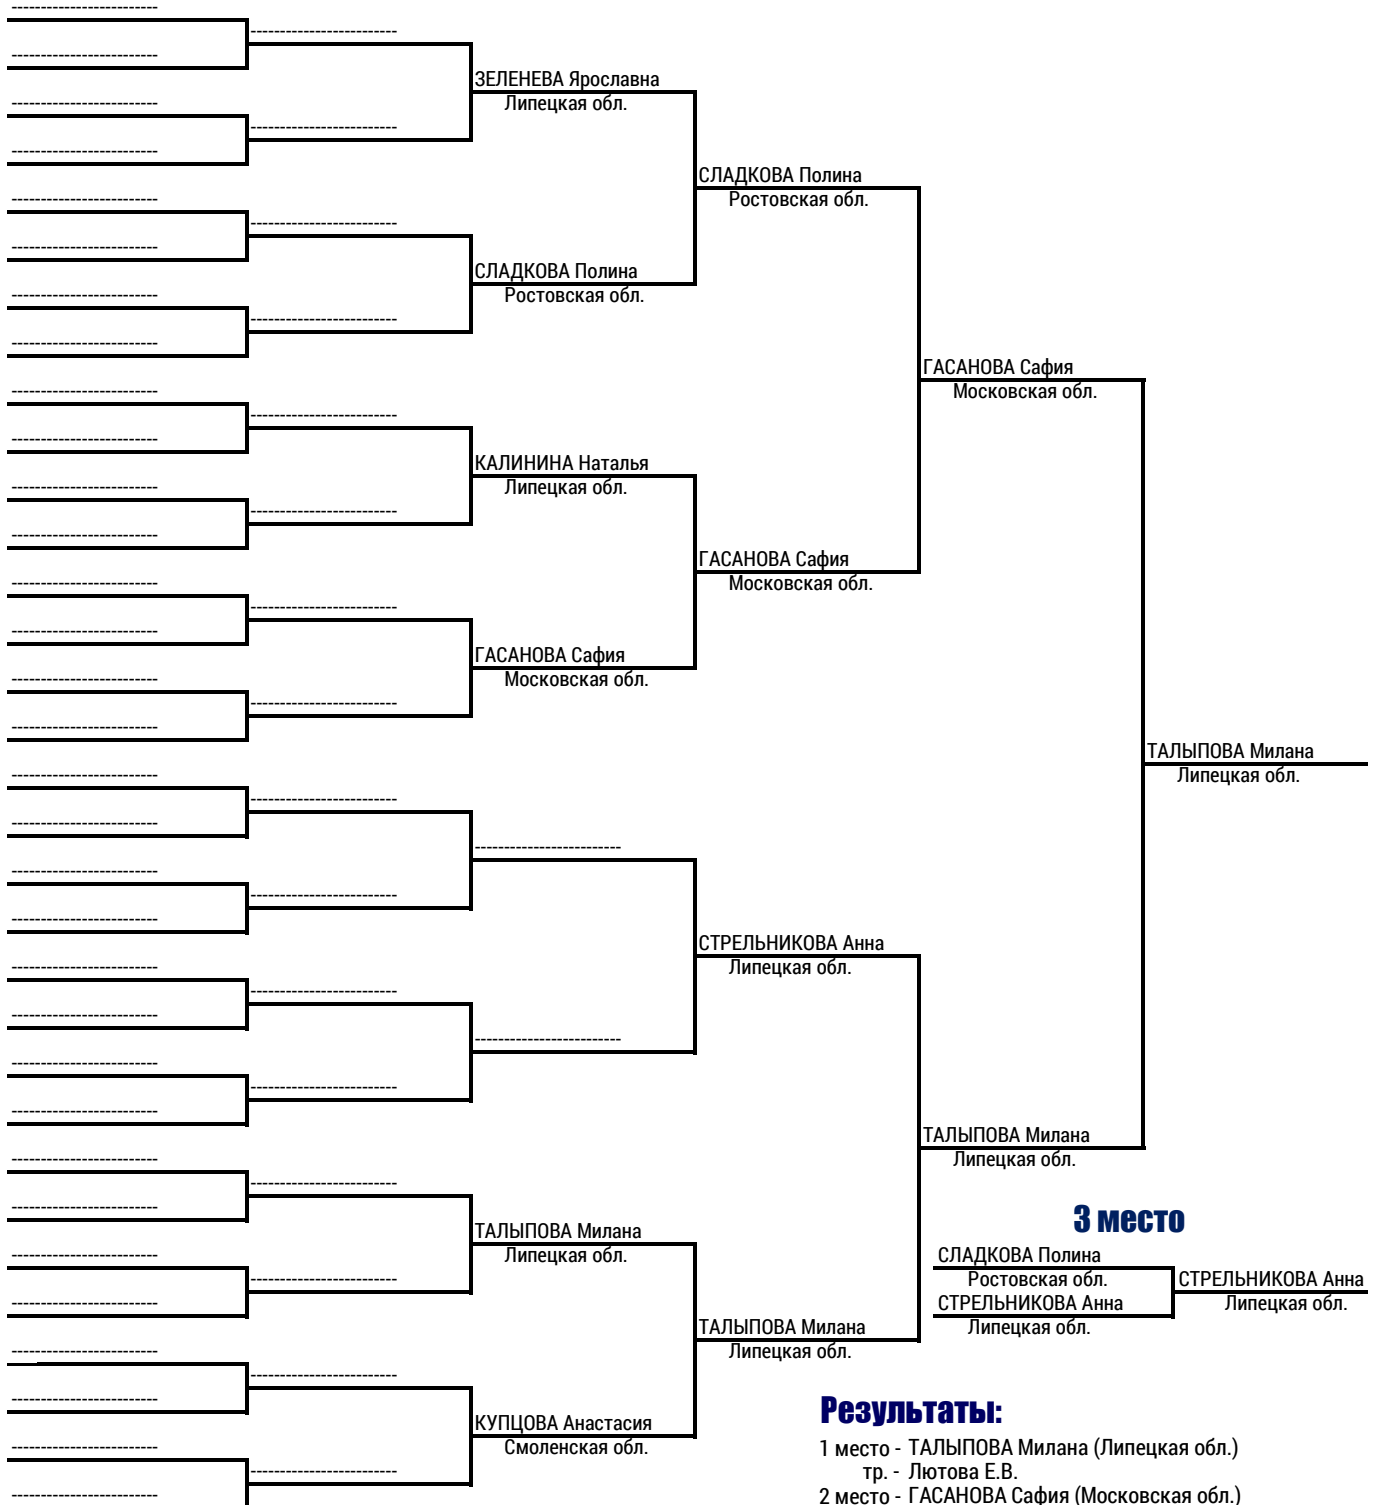 -------------------------
-------------------------
-------------------------
ЗЕЛЕНЕВА Ярославна
Липецкая обл.
-------------------------
-------------------------
-------------------------
СЛАДКОВА Полина
Ростовская обл.
-------------------------
-------------------------
-------------------------
СЛАДКОВА Полина
Ростовская обл.
-------------------------
-------------------------
-------------------------
ГАСАНОВА Сафия
Московская обл.
-------------------------
-------------------------
-------------------------
КАЛИНИНА Наталья
Липецкая обл.
-------------------------
-------------------------
-------------------------
ГАСАНОВА Сафия
Московская обл.
-------------------------
-------------------------
-------------------------
ГАСАНОВА Сафия
Московская обл.
-------------------------
-------------------------
-------------------------
ТАЛЫПОВА Милана
Липецкая обл.
-------------------------
-------------------------
-------------------------
-------------------------
-------------------------
-------------------------
-------------------------
СТРЕЛЬНИКОВА Анна
Липецкая обл.
-------------------------
-------------------------
-------------------------
-------------------------
-------------------------
-------------------------
-------------------------
ТАЛЫПОВА Милана
Липецкая обл.
-------------------------
-------------------------
-------------------------
ТАЛЫПОВА Милана
Липецкая обл.
-------------------------
-------------------------
-------------------------
3 место
СЛАДКОВА Полина
Ростовская обл.
СТРЕЛЬНИКОВА Анна
Липецкая обл.
СТРЕЛЬНИКОВА Анна
Липецкая обл.
ТАЛЫПОВА Милана
Липецкая обл.
-------------------------
-------------------------
-------------------------
КУПЦОВА Анастасия
Смоленская обл.
-------------------------
-------------------------
-------------------------
Результаты:
1 место - ТАЛЫПОВА Милана (Липецкая обл.)
тр. - Лютова Е.В.
2 место - ГАСАНОВА Сафия (Московская обл.)